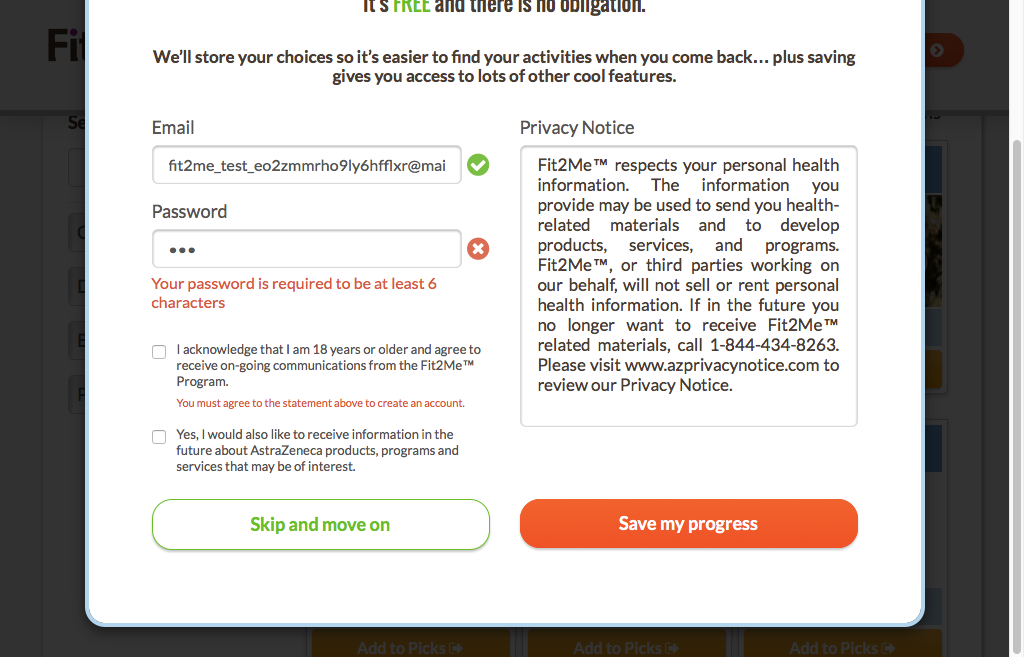 It's FREE and there is no obligation.
We'll store your choices so it's easier to find your activities when you come back… plus saving
gives you access to lots of other cool features.
Email
fit2me_test_eo2zmmrho9ly6hfflxr@mai
Password
•••
Your password is required to be at least 6
characters
I acknowledge that I am 18 years or older and agree to
receive on-going communications from the Fit2Me™
Program.
You must agree to the statement above to create an account.
Yes, I would also like to receive information in the
future about AstraZeneca products, programs and
services that may be of interest.
Privacy Notice
Fit2Me™ respects your personal health
information. The information you
provide may be used to send you health-
related materials and to develop
products, services, and programs.
Fit2Me™, or third parties working on
our behalf, will not sell or rent personal
health information. If in the future you
no longer want to receive Fit2Me™
related materials, call 1-844-434-8263.
Please visit www.azprivacynotice.com to
review our Privacy Notice.
Skip and move on
Save my progress
Add to Picks
Add to Picks
Add to Picks